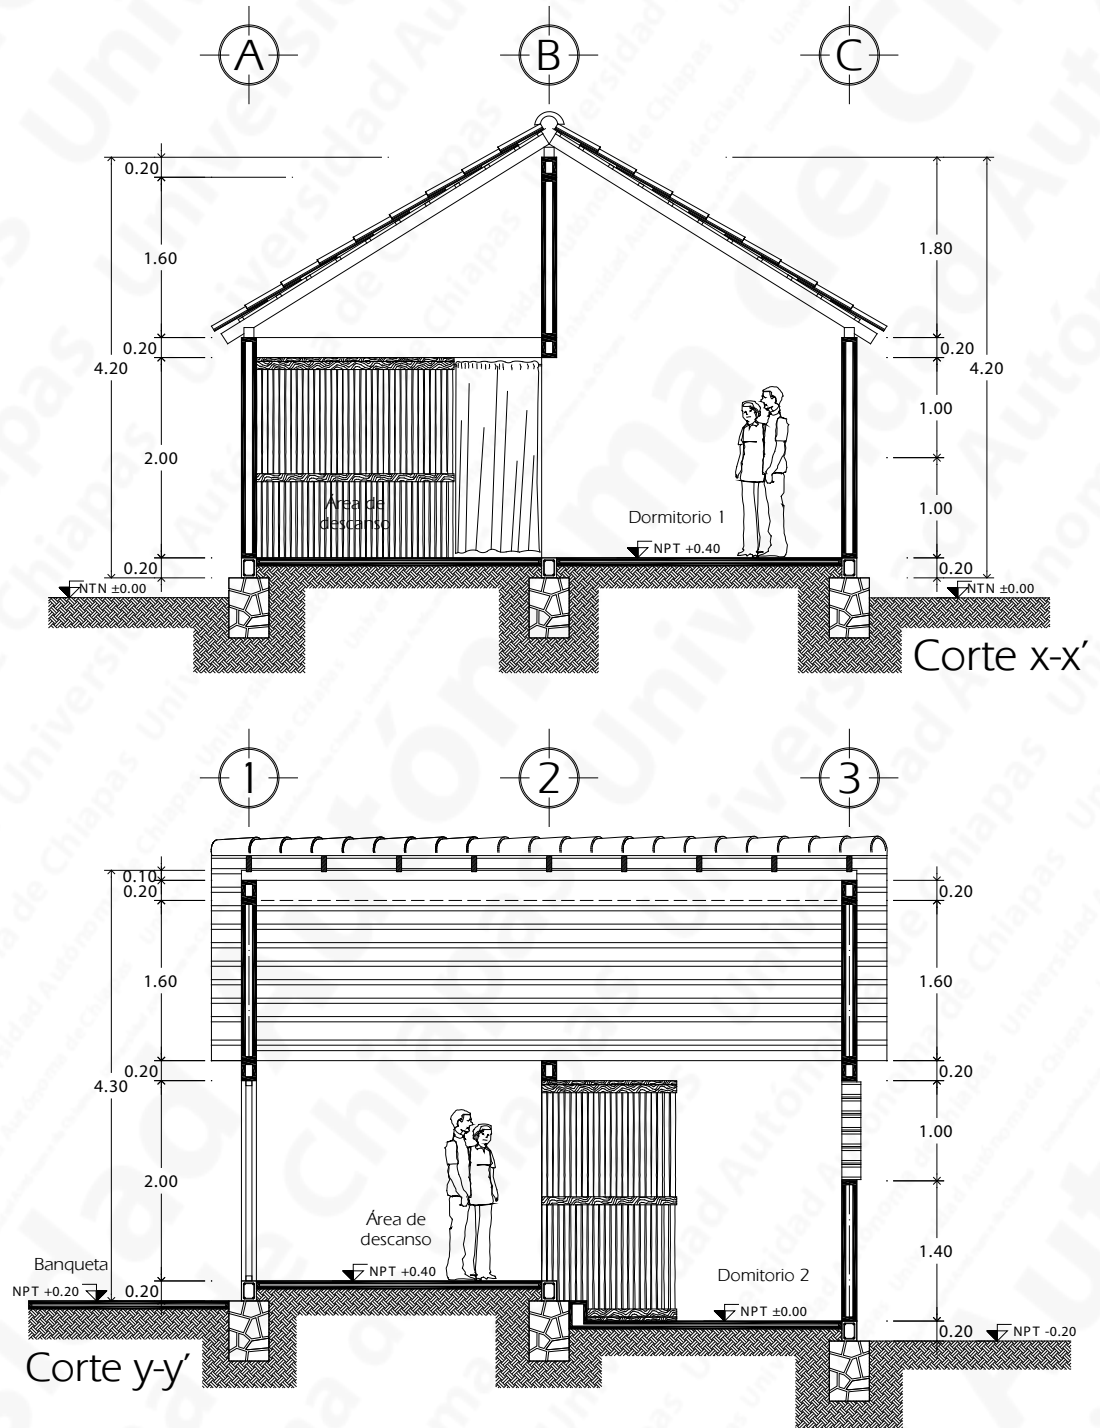 A
B
C
0.20
1.60
1.80
0.20
0.20
4.20
4.20
1.00
2.00
Área de
descanso
Dormitorio 1
NPT +0.40
1.00
0.20
0.20
NTN ±0.00
NTN ±0.00
Corte x-x’
1
2
3
0.10
0.20
0.20
1.60
1.60
0.20
0.20
4.30
1.00
2.00
Área de
descanso
1.40
Banqueta
NPT +0.40
Domitorio 2
NPT +0.20
0.20
NPT ±0.00
0.20
NPT -0.20
Corte y-y’
Universidad Autónoma de Chiapas